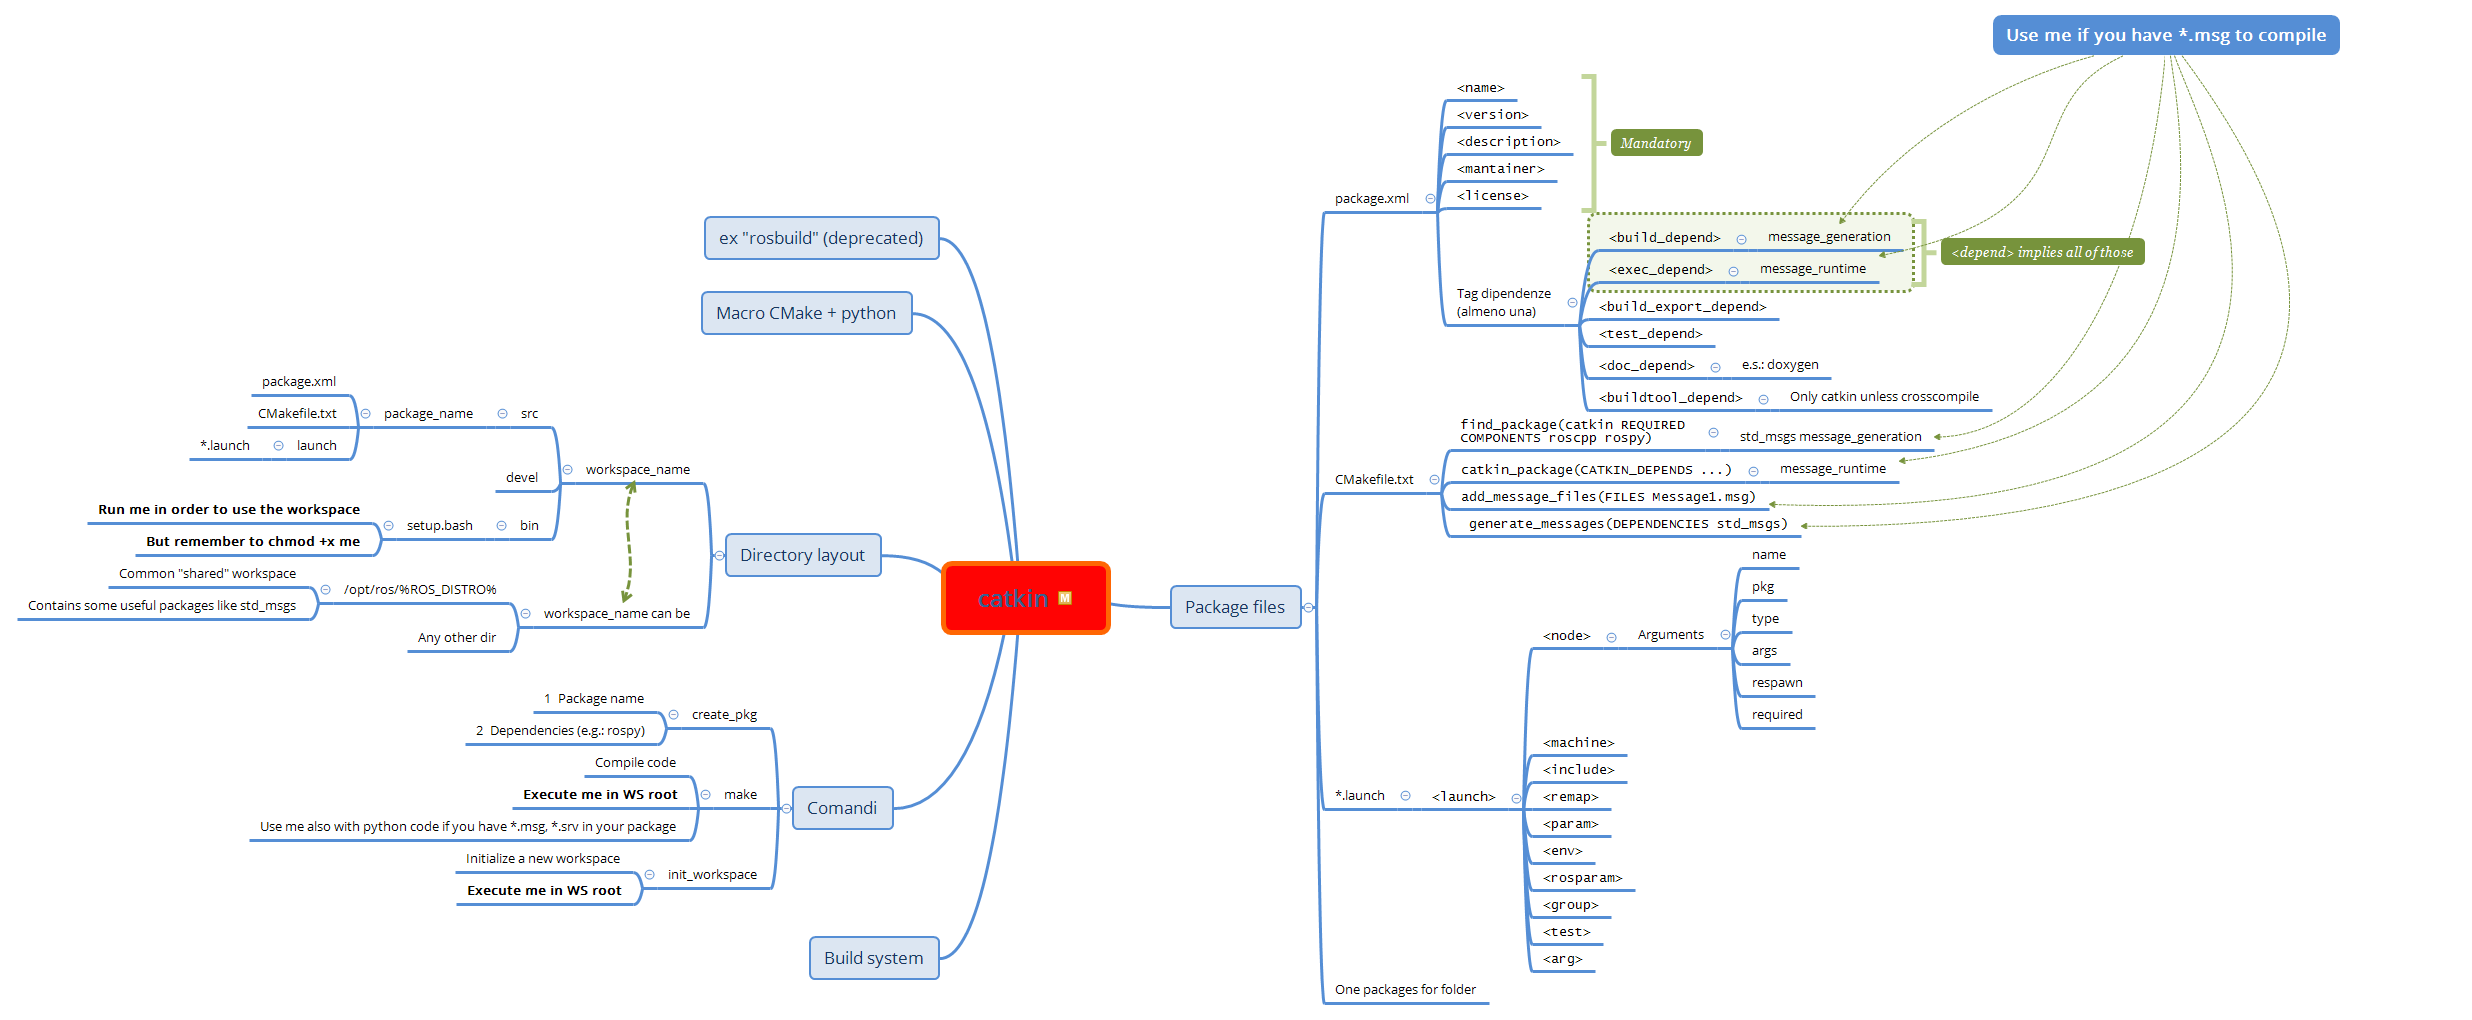 Use me if you have *.msg to compile
<name>
<version>
<description>
<mantainer>
<license>
Mandatory
package.xml
<build_depend>
message_generation
<exec_depend>
message_runtime
<depend> implies all of those
Tag dipendenze
(almeno una)
<build_export_depend>
<test_depend>
<doc_depend>
e.s.: doxygen
<buildtool_depend>
Only catkin unless crosscompile
find_package(catkin REQUIRED
COMPONENTS roscpp rospy)
std_msgs message_generation
CMakefile.txt
catkin_package(CATKIN_DEPENDS ...)
message_runtime
add_message_files(FILES Message1.msg)
generate_messages(DEPENDENCIES std_msgs)
Package files
name
pkg
type
args
respawn
required
<node>
Arguments
*.launch
<launch>
<machine>
<include>
<remap>
<param>
<env>
<rosparam>
<group>
<test>
<arg>
One packages for folder
catkin
M
ex "rosbuild" (deprecated)
Macro CMake + python
Directory layout
workspace_name
src
package_name
package.xml
CMakefile.txt
launch
*.launch
devel
bin
setup.bash
Run me in order to use the workspace
But remember to chmod +x me
workspace_name can be
/opt/ros/%ROS_DISTRO%
Common "shared" workspace
Contains some useful packages like std_msgs
Any other dir
Comandi
create_pkg
1 Package name
2 Dependencies (e.g.: rospy)
make
Compile code
Execute me in WS root
Use me also with python code if you have *.msg, *.srv in your package
init_workspace
Initialize a new workspace
Execute me in WS root
Build system